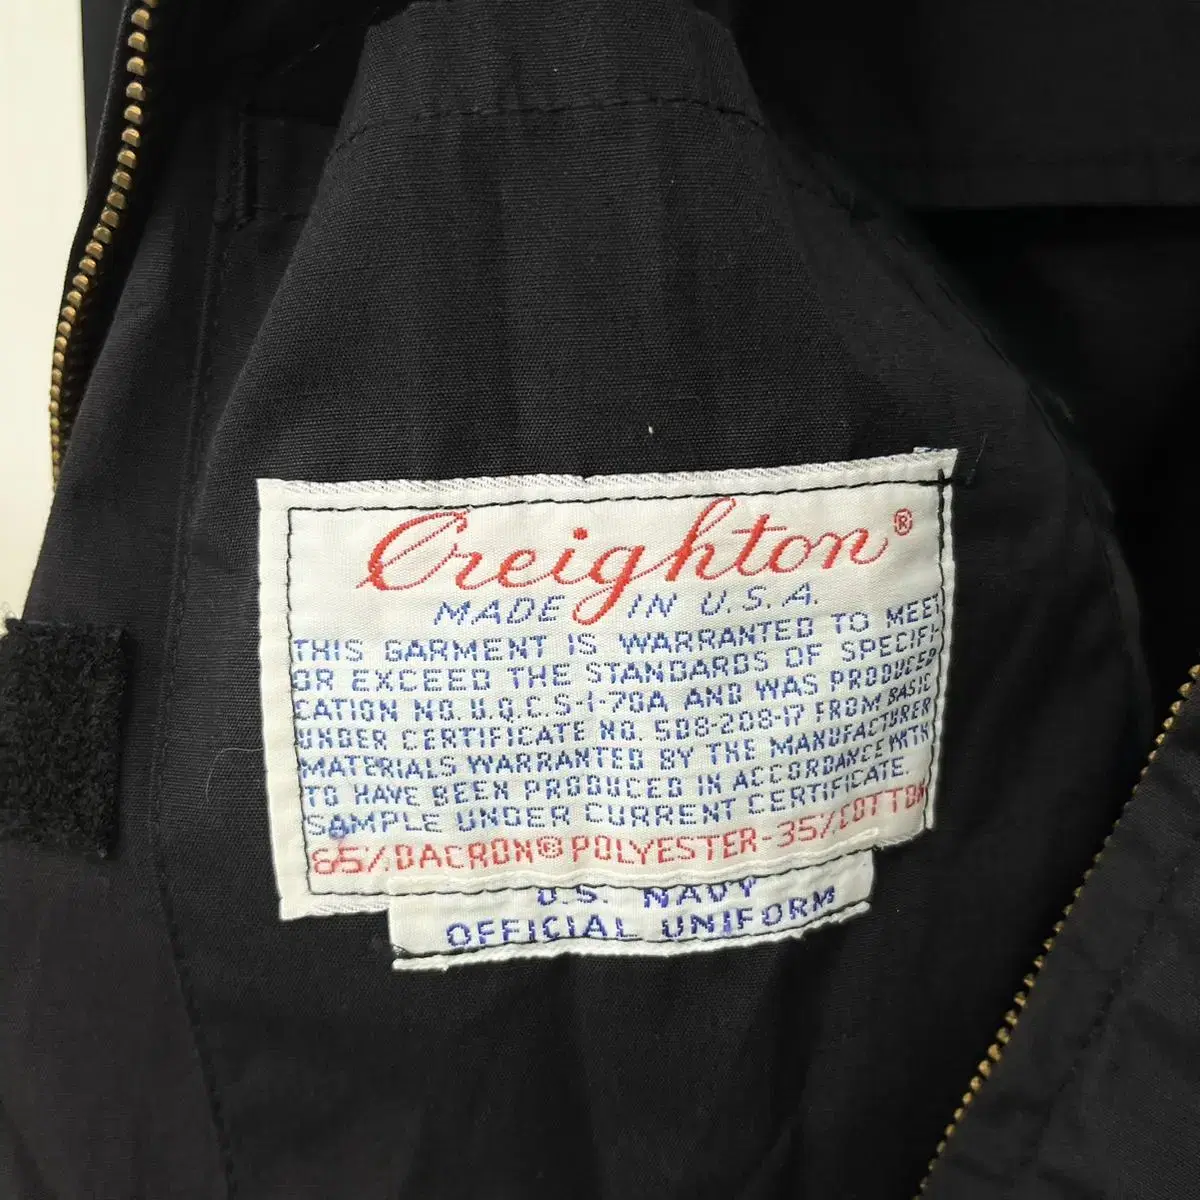 Creighton®
MADE IN U.S.A.
THIS GARMENT IS WARRANTED TO MEET
OR EXCEED THE STANDARDS OF SPECIFI-
CATION NO. U.Q.C.S-1-70A AND WAS PRODUCED
UNDER CERTIFICATE NO. 5D8-208-17 FROM BASIC
MATERIALS WARRANTED BY THE MANUFACTURER
TO HAVE BEEN PRODUCED IN ACCORDANCE WITH
SAMPLE UNDER CURRENT CERTIFICATE.
65% DACRON® POLYESTER-35% COTTON
U.S. NAVY
OFFICIAL UNIFORM